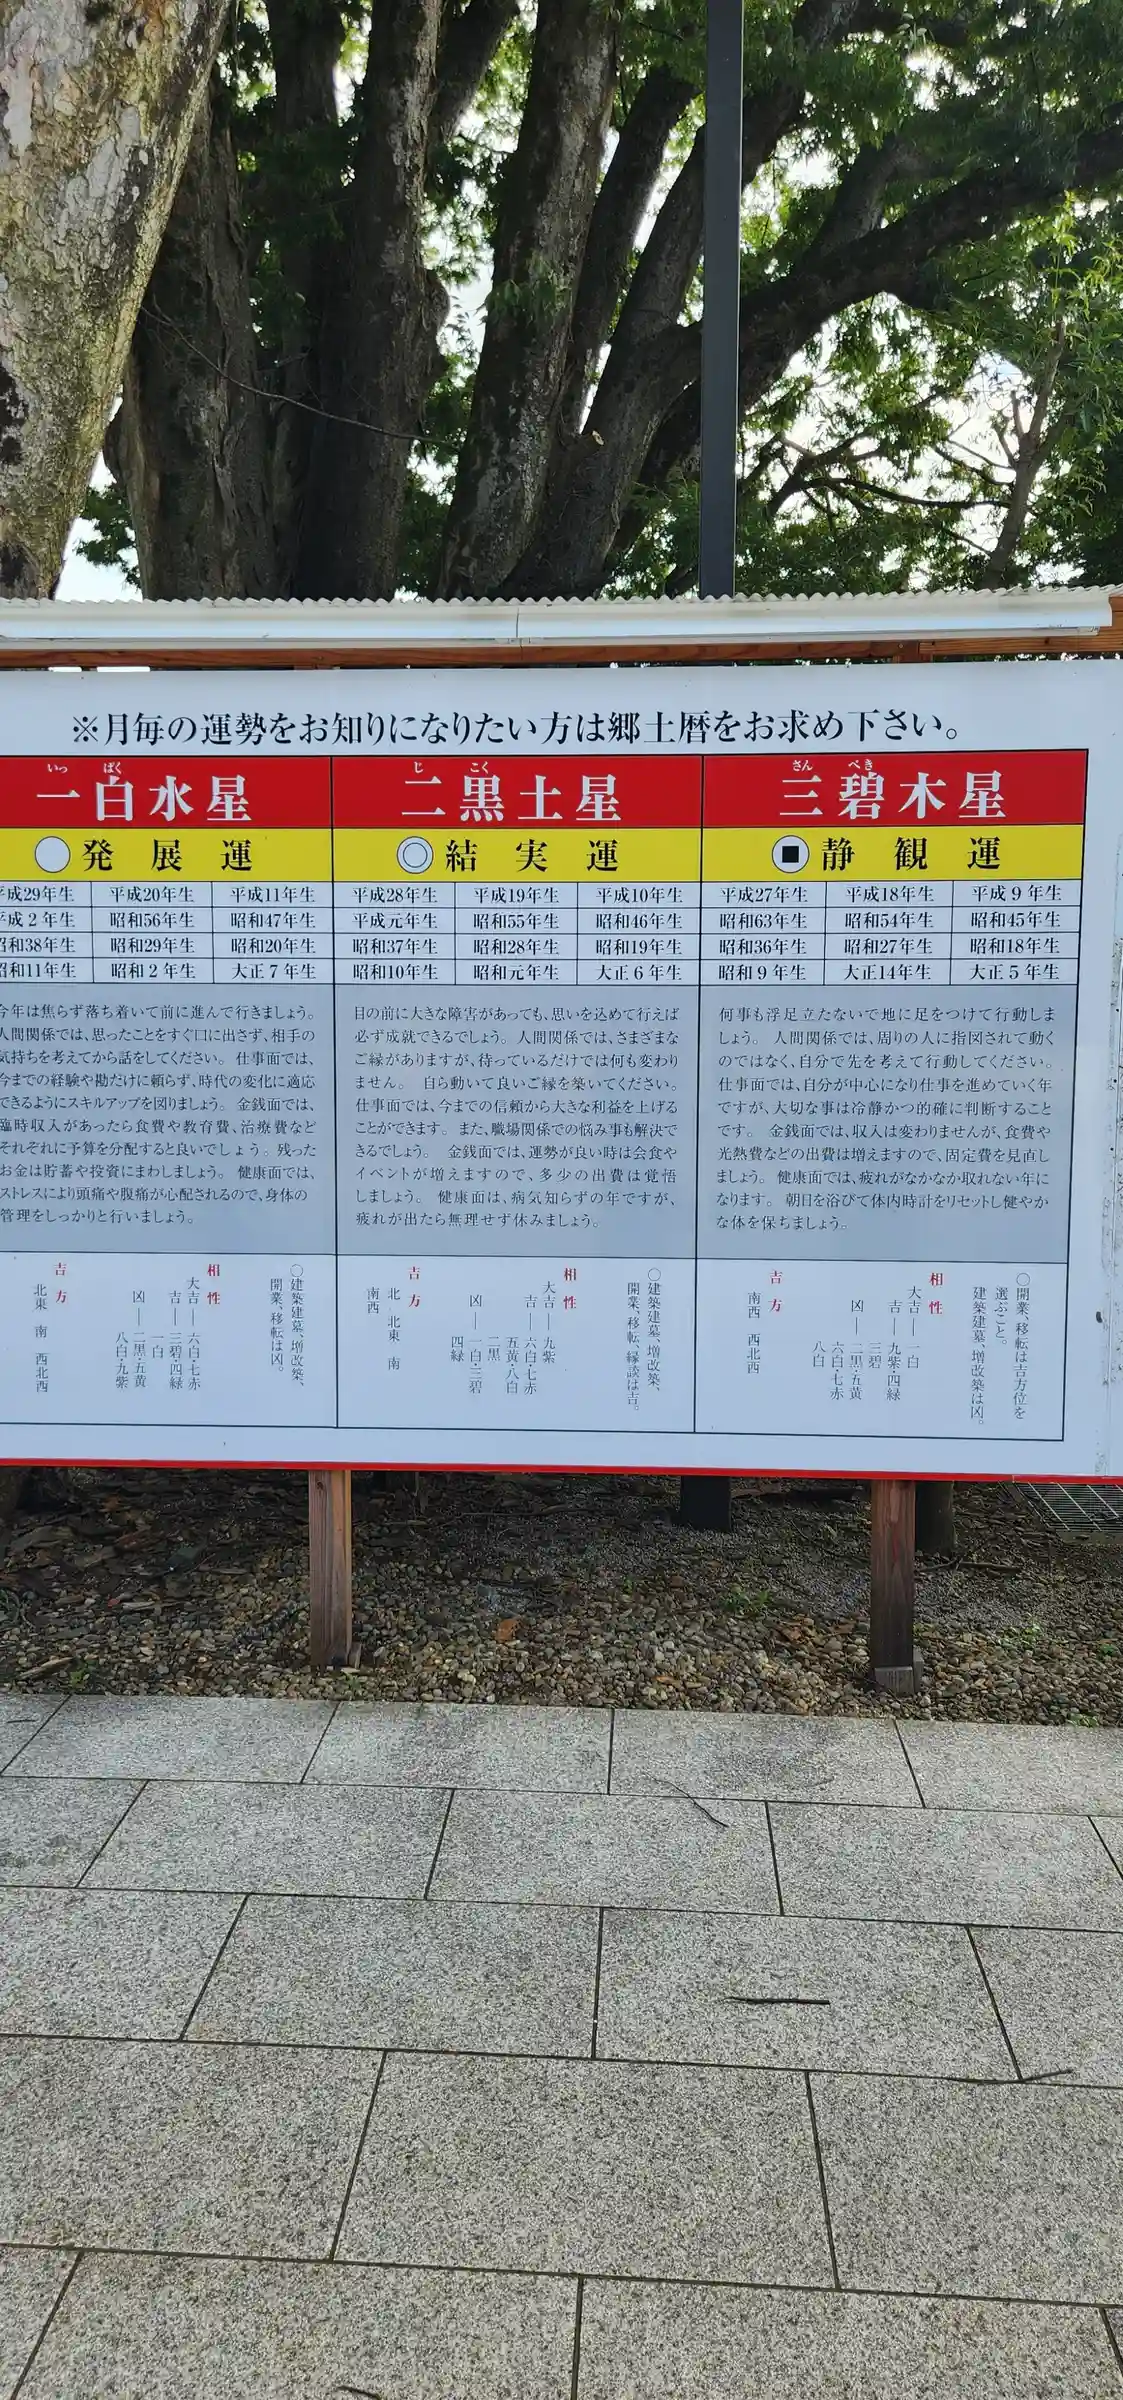 ※月毎の運勢をお知りになりたい方は郷土暦をお求め下さい。
いっ ぱく
一白水星
発展運
平成29年生 平成20年生 平成11年生
平成2年生 昭和56年生 昭和47年生
昭和38年生 昭和29年生 昭和20年生
昭和11年生 昭和2年生 大正7年生
今年は焦らず落ち着いて前に進んで行きましょう。
人間関係では、思ったことをすぐ口に出さず、相手の
気持ちを考えてから話をしてください。 仕事面では、
今までの経験や勘だけに頼らず、時代の変化に適応
できるようにスキルアップを図りましょう。 金銭面では、
臨時収入があったら食費や教育費、治療費など
それぞれに予算を分配すると良いでしょう。残った
お金は貯蓄や投資にまわしましょう。 健康面では、
ストレスにより頭痛や腹痛が心配されるので、身体の
管理をしっかりと行いましょう。
○建築建墓、増改築、
開業、移転は凶。
相性
大吉―六白・七赤
吉―三碧・四緑
一白
凶―二黒・五黄
八白・九紫
吉方
北東 南 西北西
じ こく
二黒土星
◎結実運
平成28年生 平成19年生 平成10年生
平成元年生 昭和55年生 昭和46年生
昭和37年生 昭和28年生 昭和19年生
昭和10年生 昭和元年生 大正6年生
目の前に大きな障害があっても、思いを込めて行えば
必ず成就できるでしょう。 人間関係では、さまざまな
ご縁がありますが、待っているだけでは何も変わり
ません。 自ら動いて良いご縁を築いてください。
仕事面では、今までの信頼から大きな利益を上げる
ことができます。また、職場関係での悩み事も解決で
きるでしょう。 金銭面では、運勢が良い時は会食や
イベントが増えますので、多少の出費は覚悟
しましょう。 健康面は、病気知らずの年ですが、
疲れが出たら無理せず休みましょう。
○建築建墓、増改築、
開業、移転、縁談は吉。
相性
大吉―九紫
吉―六白・七赤
五黄・八白
二黒
凶―一白・三碧
四緑
吉方
北 北東 南
南西
さん ぺき
三碧木星
静観運
平成27年生 平成18年生 平成9年生
昭和63年生 昭和54年生 昭和45年生
昭和36年生 昭和27年生 昭和18年生
昭和9年生 大正14年生 大正5年生
何事も浮足立たないで地に足をつけて行動しま
しょう。 人間関係では、周りの人に指図されて動く
のではなく、自分で先を考えて行動してください。
仕事面では、自分が中心になり仕事を進めていく年
ですが、大切な事は冷静かつ的確に判断すること
です。 金銭面では、収入は変わりませんが、食費や
光熱費などの出費は増えますので、固定費を見直し
ましょう。 健康面では、疲れがなかなか取れない年に
なります。 朝日を浴びて体内時計をリセットし健やか
な体を保ちましょう。
○開業、移転は吉方位を
選ぶこと。
建築建墓、増改築は凶。
相性
大吉―一白
吉―九紫・四緑
三碧
凶―二黒・五黄
六白・七赤
八白
吉方
南西 西北西